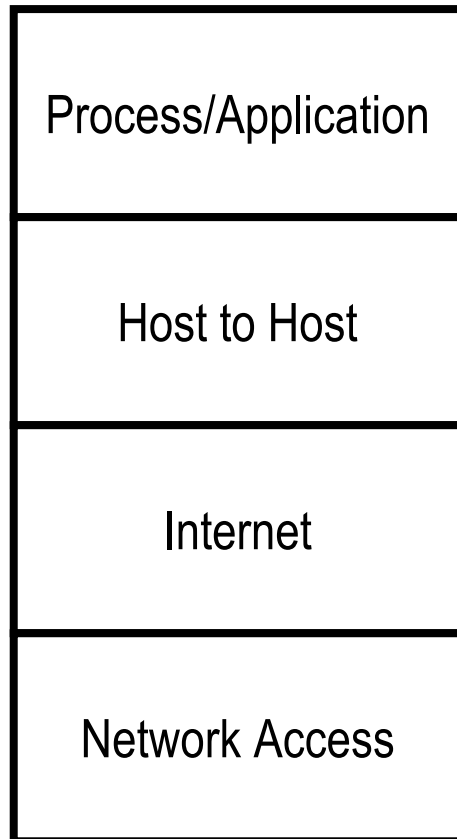 Process/Application
Host to Host
Internet
Network Access